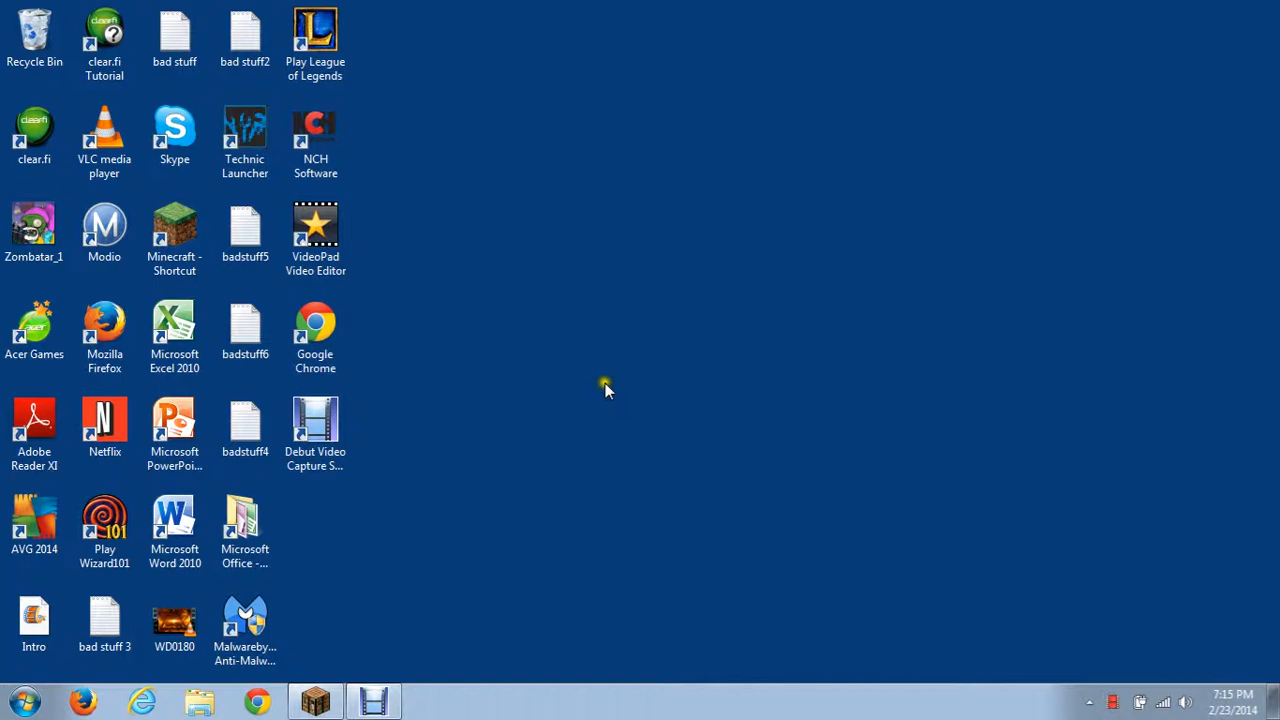 Recycle Bin
clear.fi
Tutorial
bad stuff
bad stuff2
Play League
of Legends
clear.fi
VLC media
player
Skype
Technic
Launcher
NCH
Software
Zombatar_1
Modio
Minecraft -
Shortcut
badstuff5
VideoPad
Video Editor
Acer Games
Mozilla
Firefox
Microsoft
Excel 2010
badstuff6
Google
Chrome
Adobe
Reader XI
Netflix
Microsoft
PowerPoi...
badstuff4
Debut Video
Capture S...
AVG 2014
Play
Wizard101
Microsoft
Word 2010
Microsoft
Office -...
Intro
bad stuff 3
WD0180
Malwareby...
Anti-Malw...
7:15 PM
2/23/2014